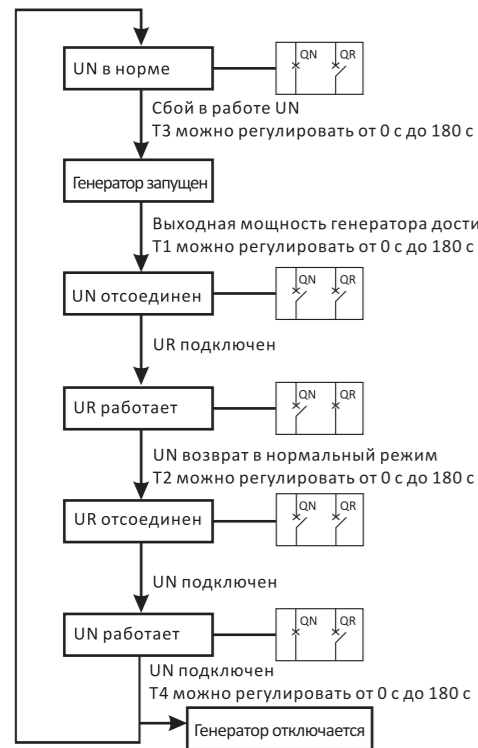 UN в норме
QN QR
Сбой в работе UN
T3 можно регулировать от 0 с до 180 с
Генератор запущен
Выходная мощность генератора дости
T1 можно регулировать от 0 с до 180 с
UN отсоединен
QN QR
UR подключен
UR работает
QN QR
UN возврат в нормальный режим
T2 можно регулировать от 0 с до 180 с
UR отсоединен
QN QR
UN подключен
UN работает
QN QR
UN подключен
T4 можно регулировать от 0 с до 180 с
Генератор отключается